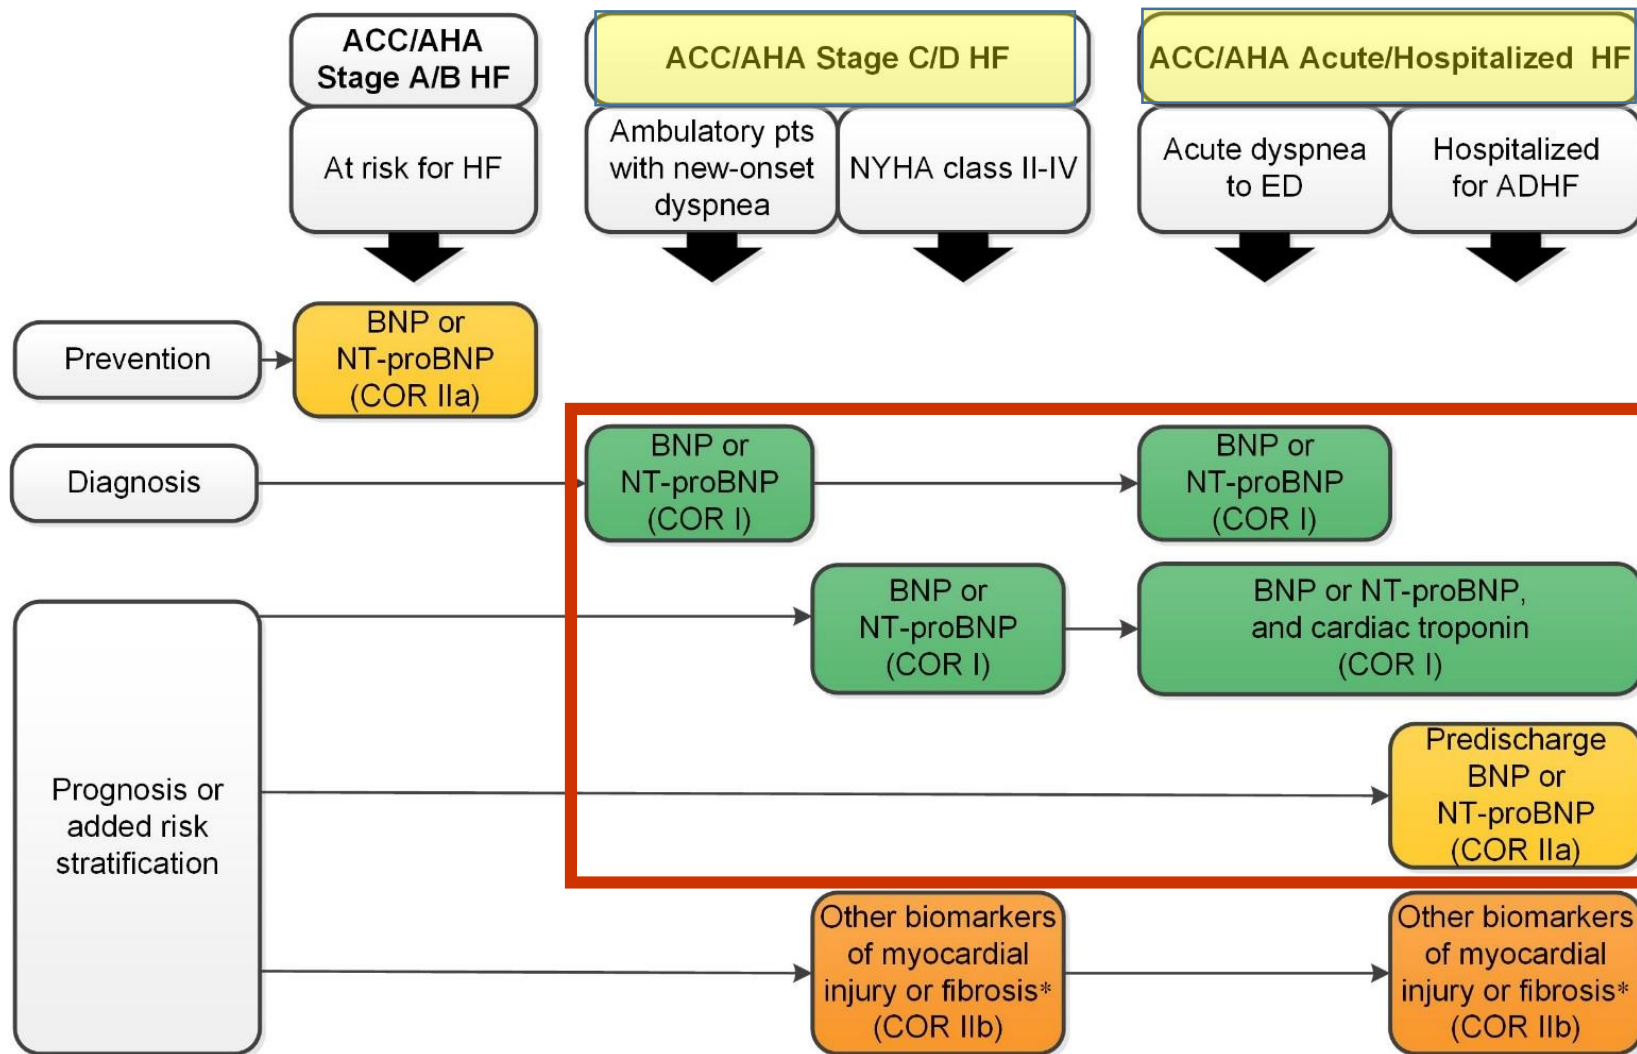 ACC/AHA
Stage A/B HF
ACC/AHA Stage C/D HF
ACC/AHA Acute/Hospitalized HF
At risk for HF
Ambulatory pts
with new-onset
dyspnea
NYHA class II-IV
Acute dyspnea
to ED
Hospitalized
for ADHF
Prevention
BNP or
NT-proBNP
(COR IIa)
Diagnosis
BNP or
NT-proBNP
(COR I)
BNP or
NT-proBNP
(COR I)
Prognosis or
added risk
stratification
BNP or
NT-proBNP
(COR I)
BNP or NT-proBNP,
and cardiac troponin
(COR I)
Predischarge
BNP or
NT-proBNP
(COR IIa)
Other biomarkers
of myocardial
injury or fibrosis*
(COR IIb)
Other biomarkers
of myocardial
injury or fibrosis*
(COR IIb)